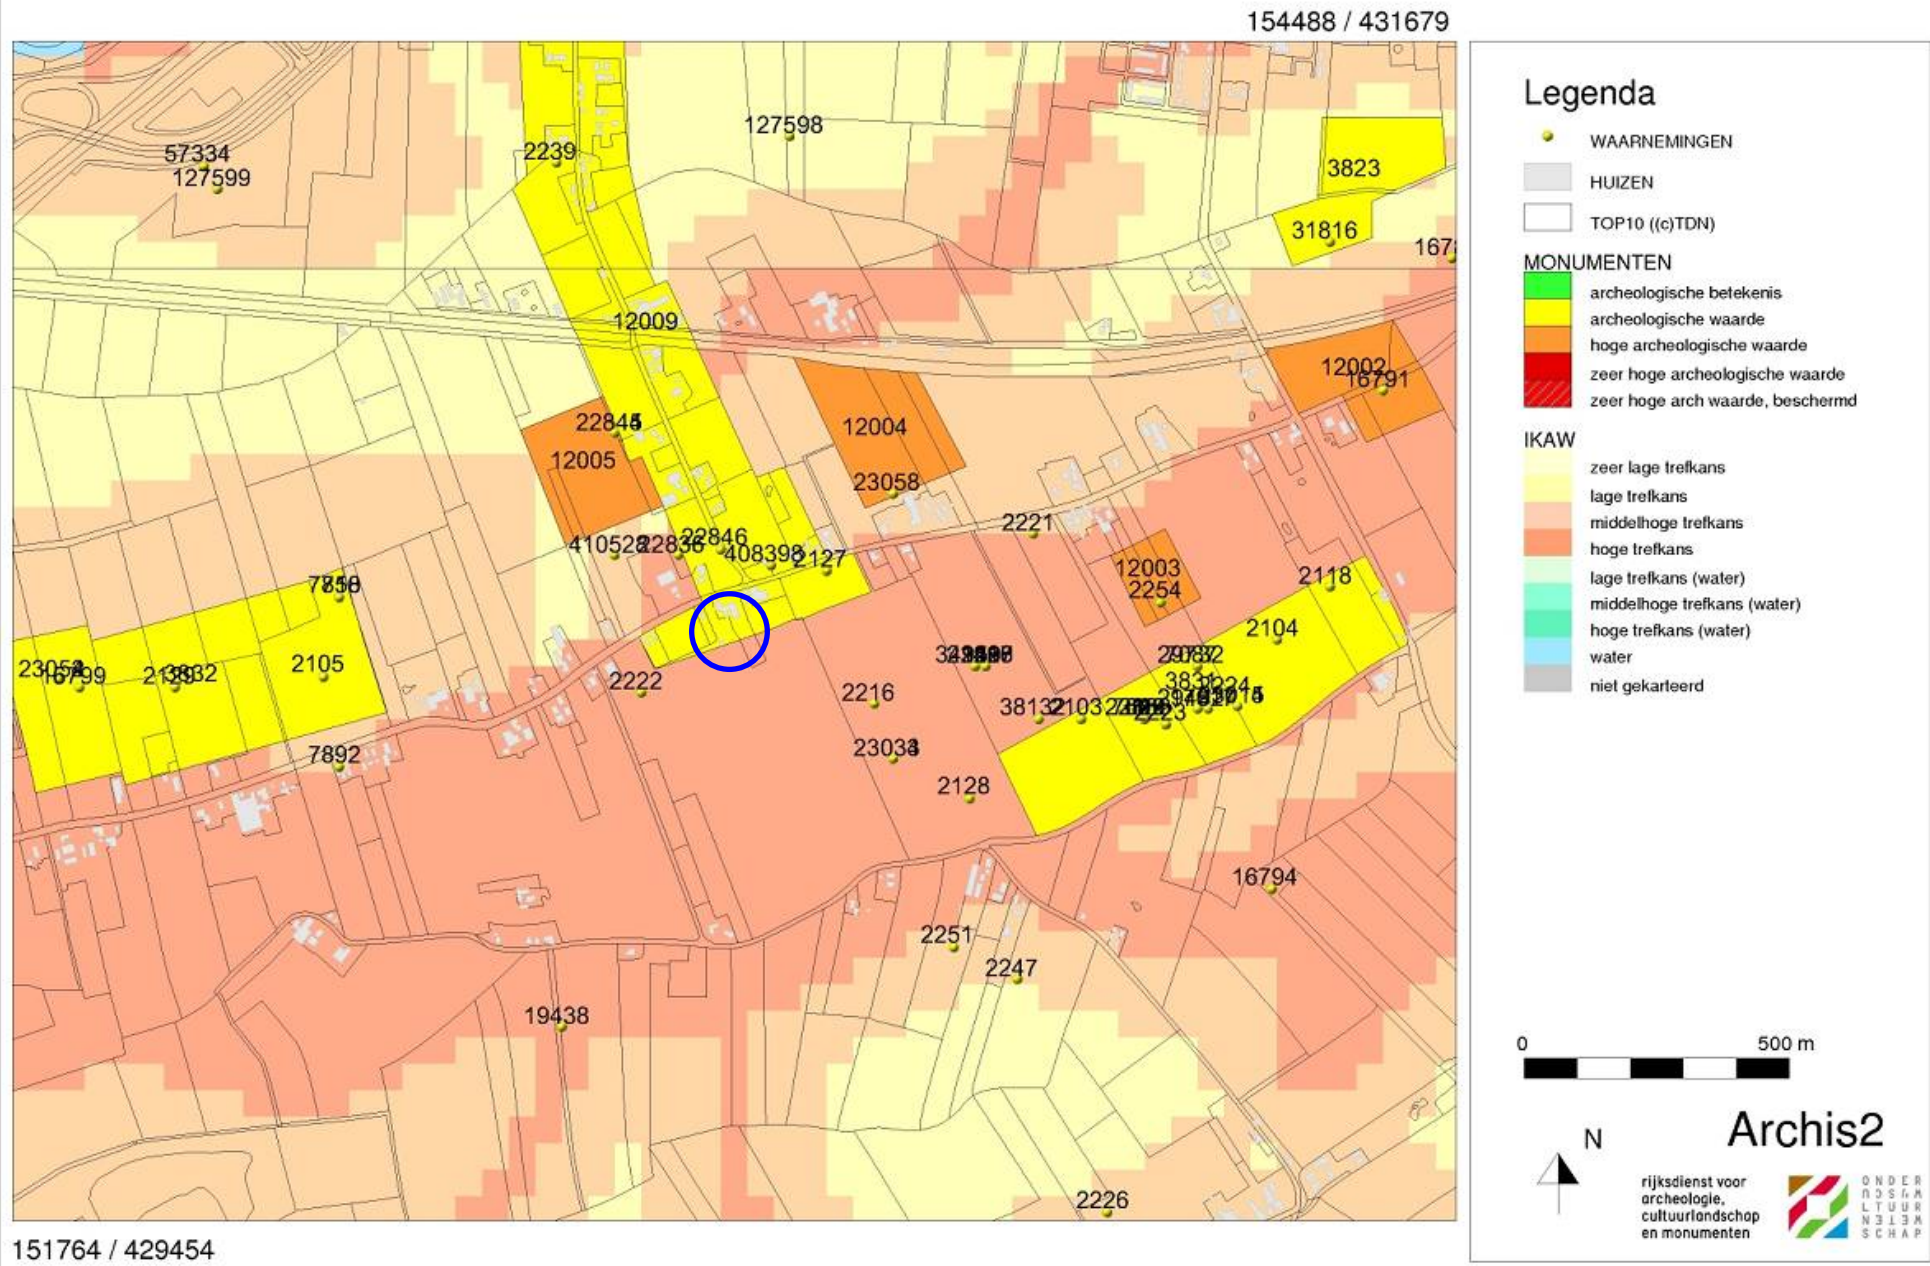 154488 / 431679
127598
57334
127599
2239
3823
31816
12009
12002
16791
12004
12005
23058
2221
22846
408398
2127
12003
2254
2118
2104
2105
2222
2216
38132
2103
7892
2128
16794
2251
2247
19438
2226
151764 / 429454
Legenda
WAARNEMINGEN
HUIZEN
TOP10 ((c)TDN)
MONUMENTEN
archeologische betekenis
archeologische waarde
hoge archeologische waarde
zeer hoge archeologische waarde
zeer hoge arch waarde, beschermd
IKAW
zeer lage trefkans
lage trefkans
middelhoge trefkans
hoge trefkans
lage trefkans (water)
middelhoge trefkans (water)
hoge trefkans (water)
water
niet gekarteerd
0 500 m
N
Archis2
rijksdienst voor
archeologie,
cultuurlandschap
en monumenten